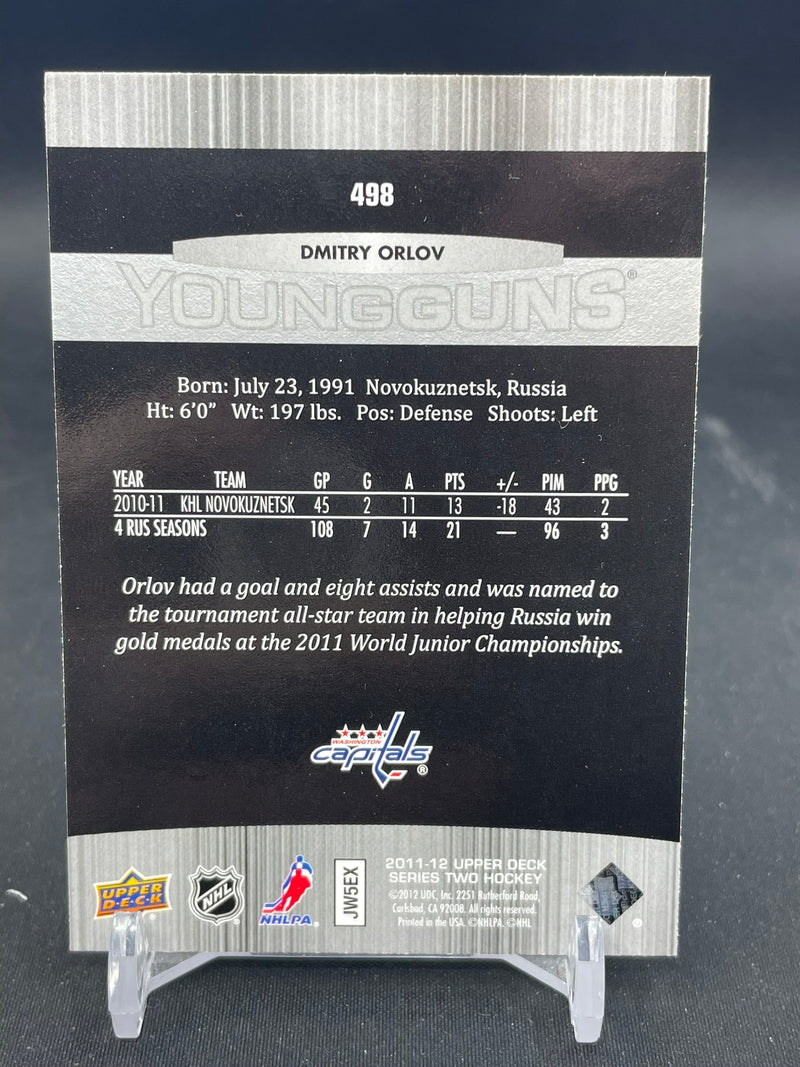 498
DMITRY ORLOV
YOUNGGUNS®
Born: July 23, 1991 Novokuznetsk, Russia
Ht: 6'0" Wt: 197 lbs. Pos: Defense Shoots: Left
YEAR TEAM GP G A PTS +/- PIM PPG
2010-11 KHL NOVOKUZNETSK 45 2 11 13 -18 43 2
4 RUS SEASONS 108 7 14 21 — 96 3
Orlov had a goal and eight assists and was named to
the tournament all-star team in helping Russia win
gold medals at the 2011 World Junior Championships.
WASHINGTON
capitals®
UPPER
DECK
NHL
NHLPA
JW5EX
2011-12 UPPER DECK
SERIES TWO HOCKEY
©2012 UDC, Inc. 2251 Rutherford Road,
Carlsbad, CA 92008. All rights reserved.
Printed in the USA. ©NHLPA. ©NHL